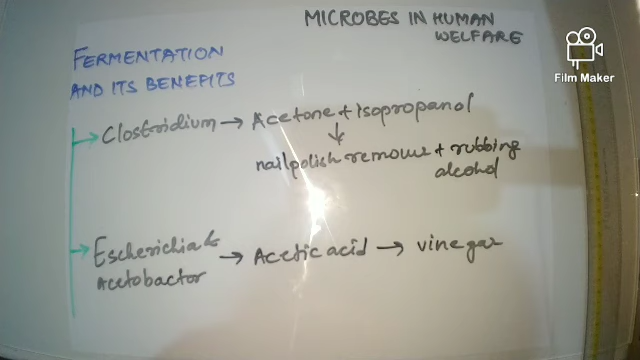 MICROBES IN HUMAN
WELFARE
Film Maker
FERMENTATION
AND ITS BENEFITS
Clostridium → Acetone + Isopropanol
↓
nailpolish remover + rubbing
alcohol
Escherichia &
Acetobactor → Acetic acid → vinegar